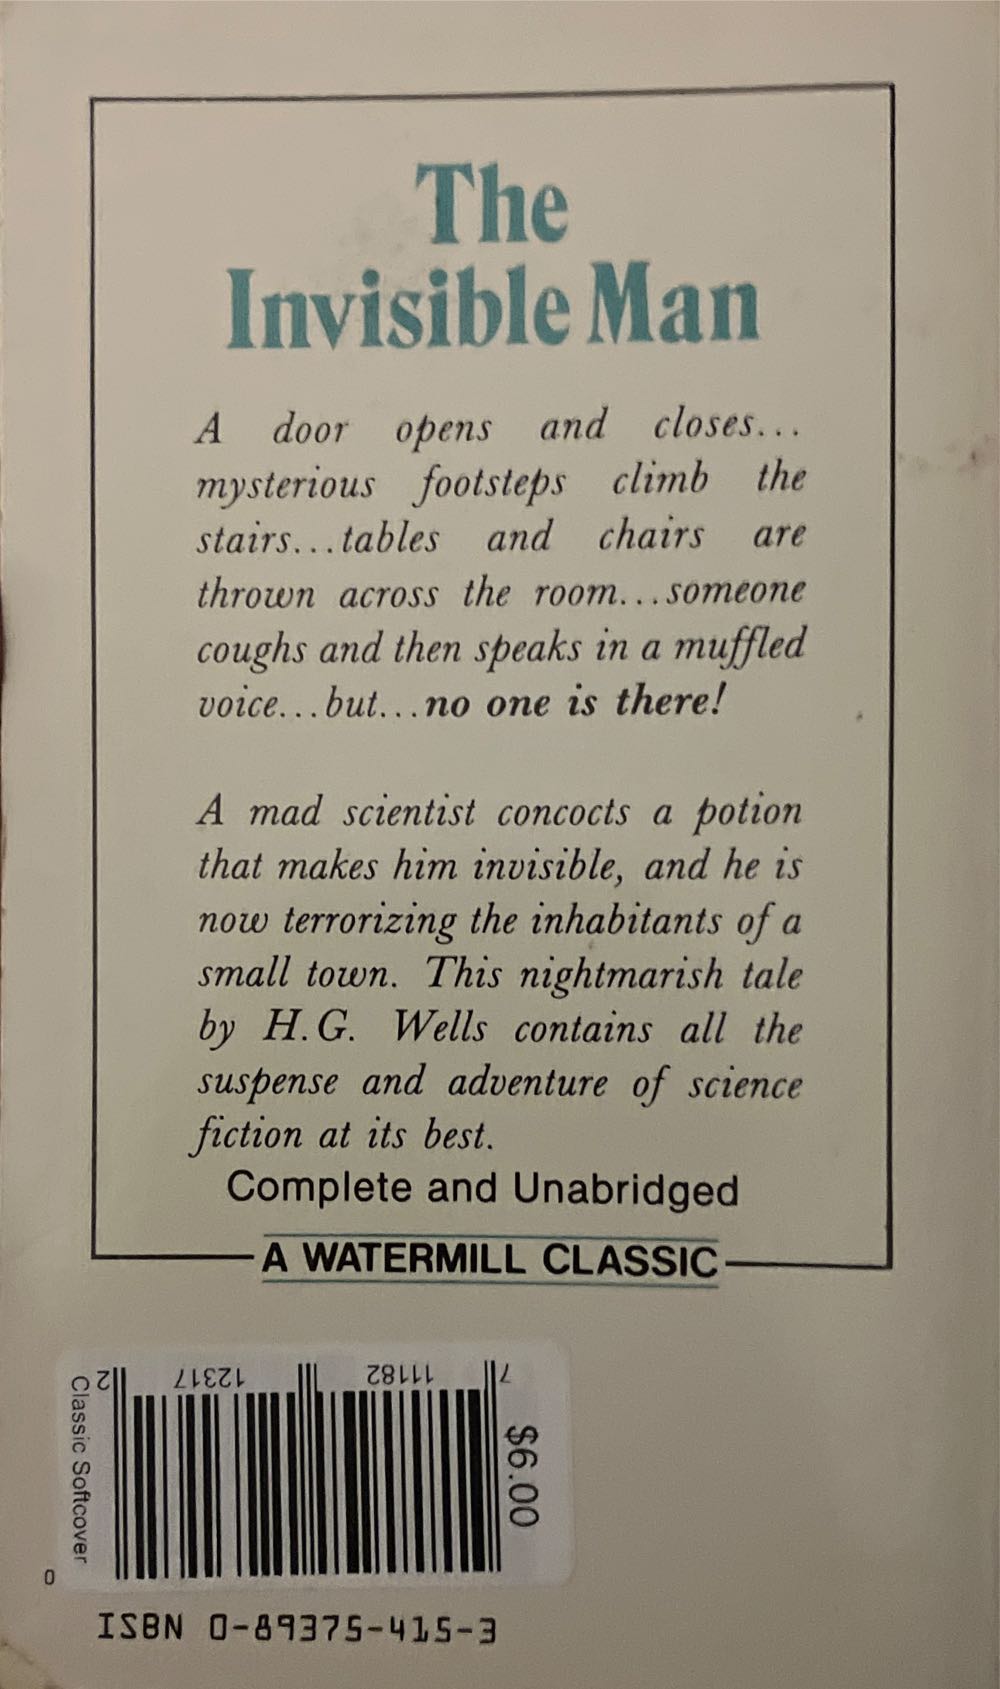 The
Invisible Man
A door opens and closes...
mysterious footsteps climb the
stairs...tables and chairs are
thrown across the room...someone
coughs and then speaks in a muffled
voice...but...no one is there!
A mad scientist concocts a potion
that makes him invisible, and he is
now terrorizing the inhabitants of a
small town. This nightmarish tale
by H.G. Wells contains all the
suspense and adventure of science
fiction at its best.
Complete and Unabridged
A WATERMILL CLASSIC
7 11182 12317 2
$6.00
Classic Softcover
0
ISBN 0-89375-415-3